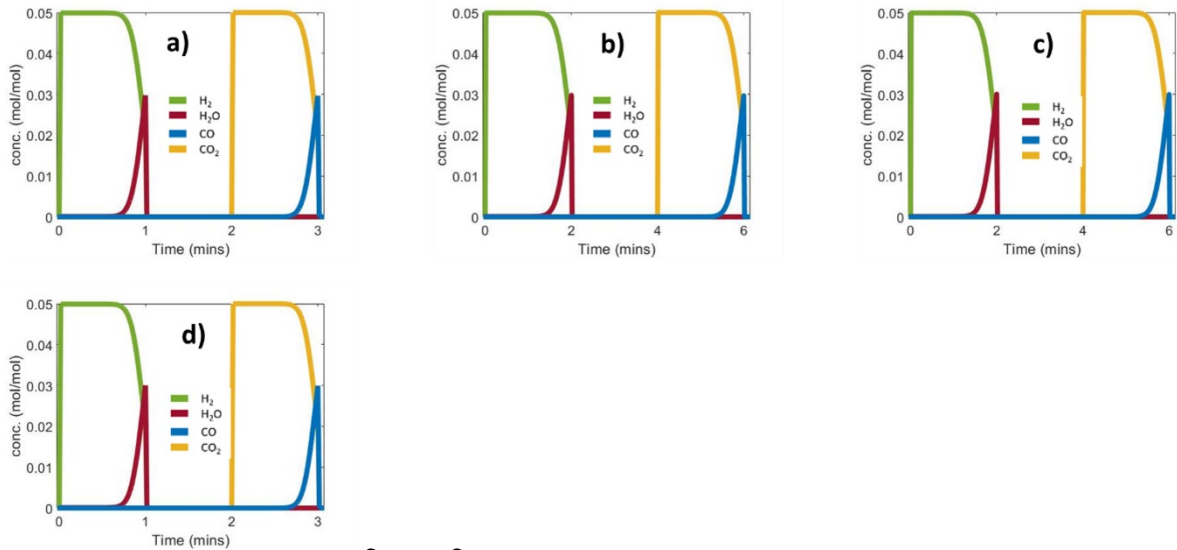 a)
conc. (mol/mol)
0.05
0.04
0.03
0.02
0.01
0
H₂
H₂O
CO
CO₂
0 1 2 3
Time (mins)
b)
conc. (mol/mol)
0.05
0.04
0.03
0.02
0.01
0
H₂
H₂O
CO
CO₂
0 2 4 6
Time (mins)
c)
conc. (mol/mol)
0.05
0.04
0.03
0.02
0.01
0
H₂
H₂O
CO
CO₂
0 2 4 6
Time (mins)
d)
conc. (mol/mol)
0.05
0.04
0.03
0.02
0.01
0
H₂
H₂O
CO
CO₂
0 1 2 3
Time (mins)